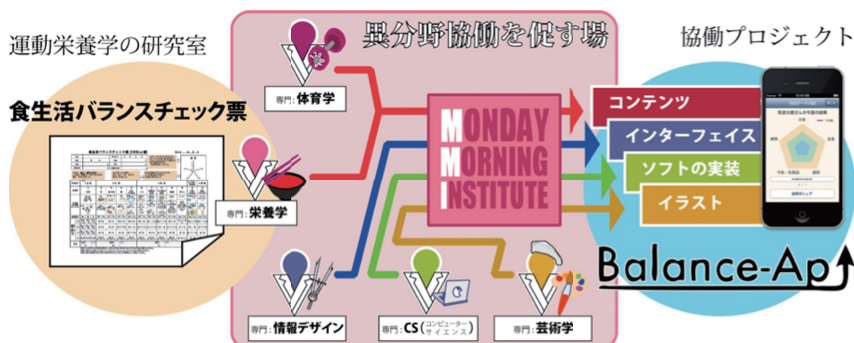 運動栄養学の研究室
食生活バランスチェック票
異分野協働を促す場
専門:体育学
専門:栄養学
専門:情報デザイン
専門:CS(コンピューターサイエンス)
専門:芸術学
MONDAY
MORNING
INSTITUTE
協働プロジェクト
コンテンツ
インターフェイス
ソフトの実装
イラスト
Balance-Ap